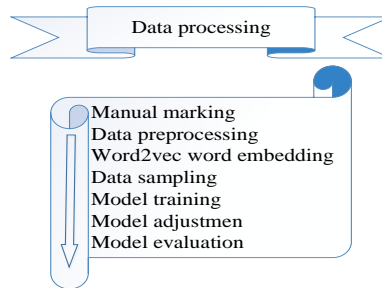 Data processing
Manual marking
Data preprocessing
Word2vec word embedding
Data sampling
Model training
Model adjustmen
Model evaluation